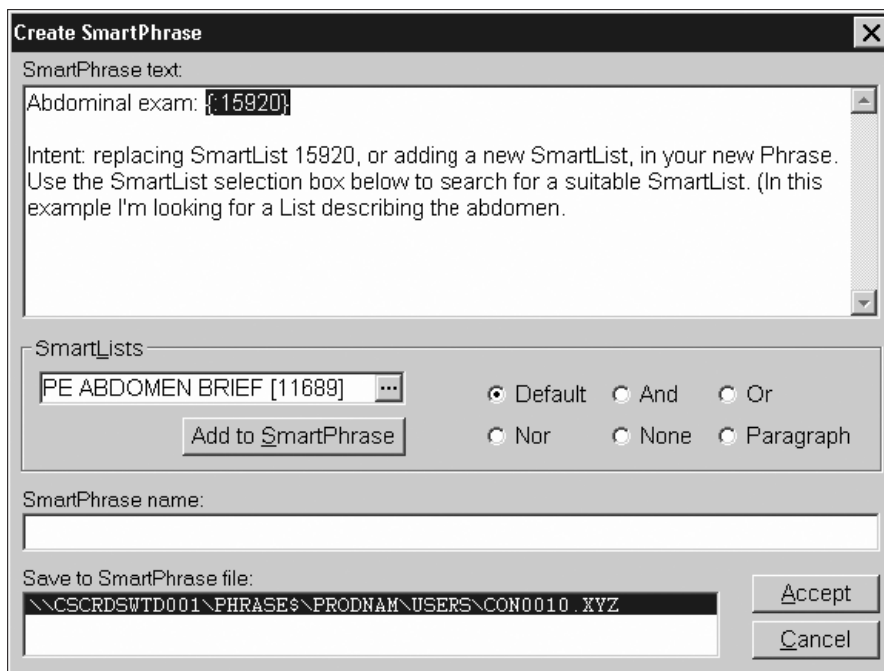 Create SmartPhrase
SmartPhrase text:
Abdominal exam: {:15920}
Intent: replacing SmartList 15920, or adding a new SmartList, in your new Phrase.
Use the SmartList selection box below to search for a suitable SmartList. (In this
example I'm looking for a List describing the abdomen.
SmartLists
PE ABDOMEN BRIEF [11689] ...
Default And Or
Add to SmartPhrase
Nor None Paragraph
SmartPhrase name:
Save to SmartPhrase file:
\\CSCRDSWTD001\PHRASE$\PRODNAM\USERS\CON0010.XYZ
Accept
Cancel